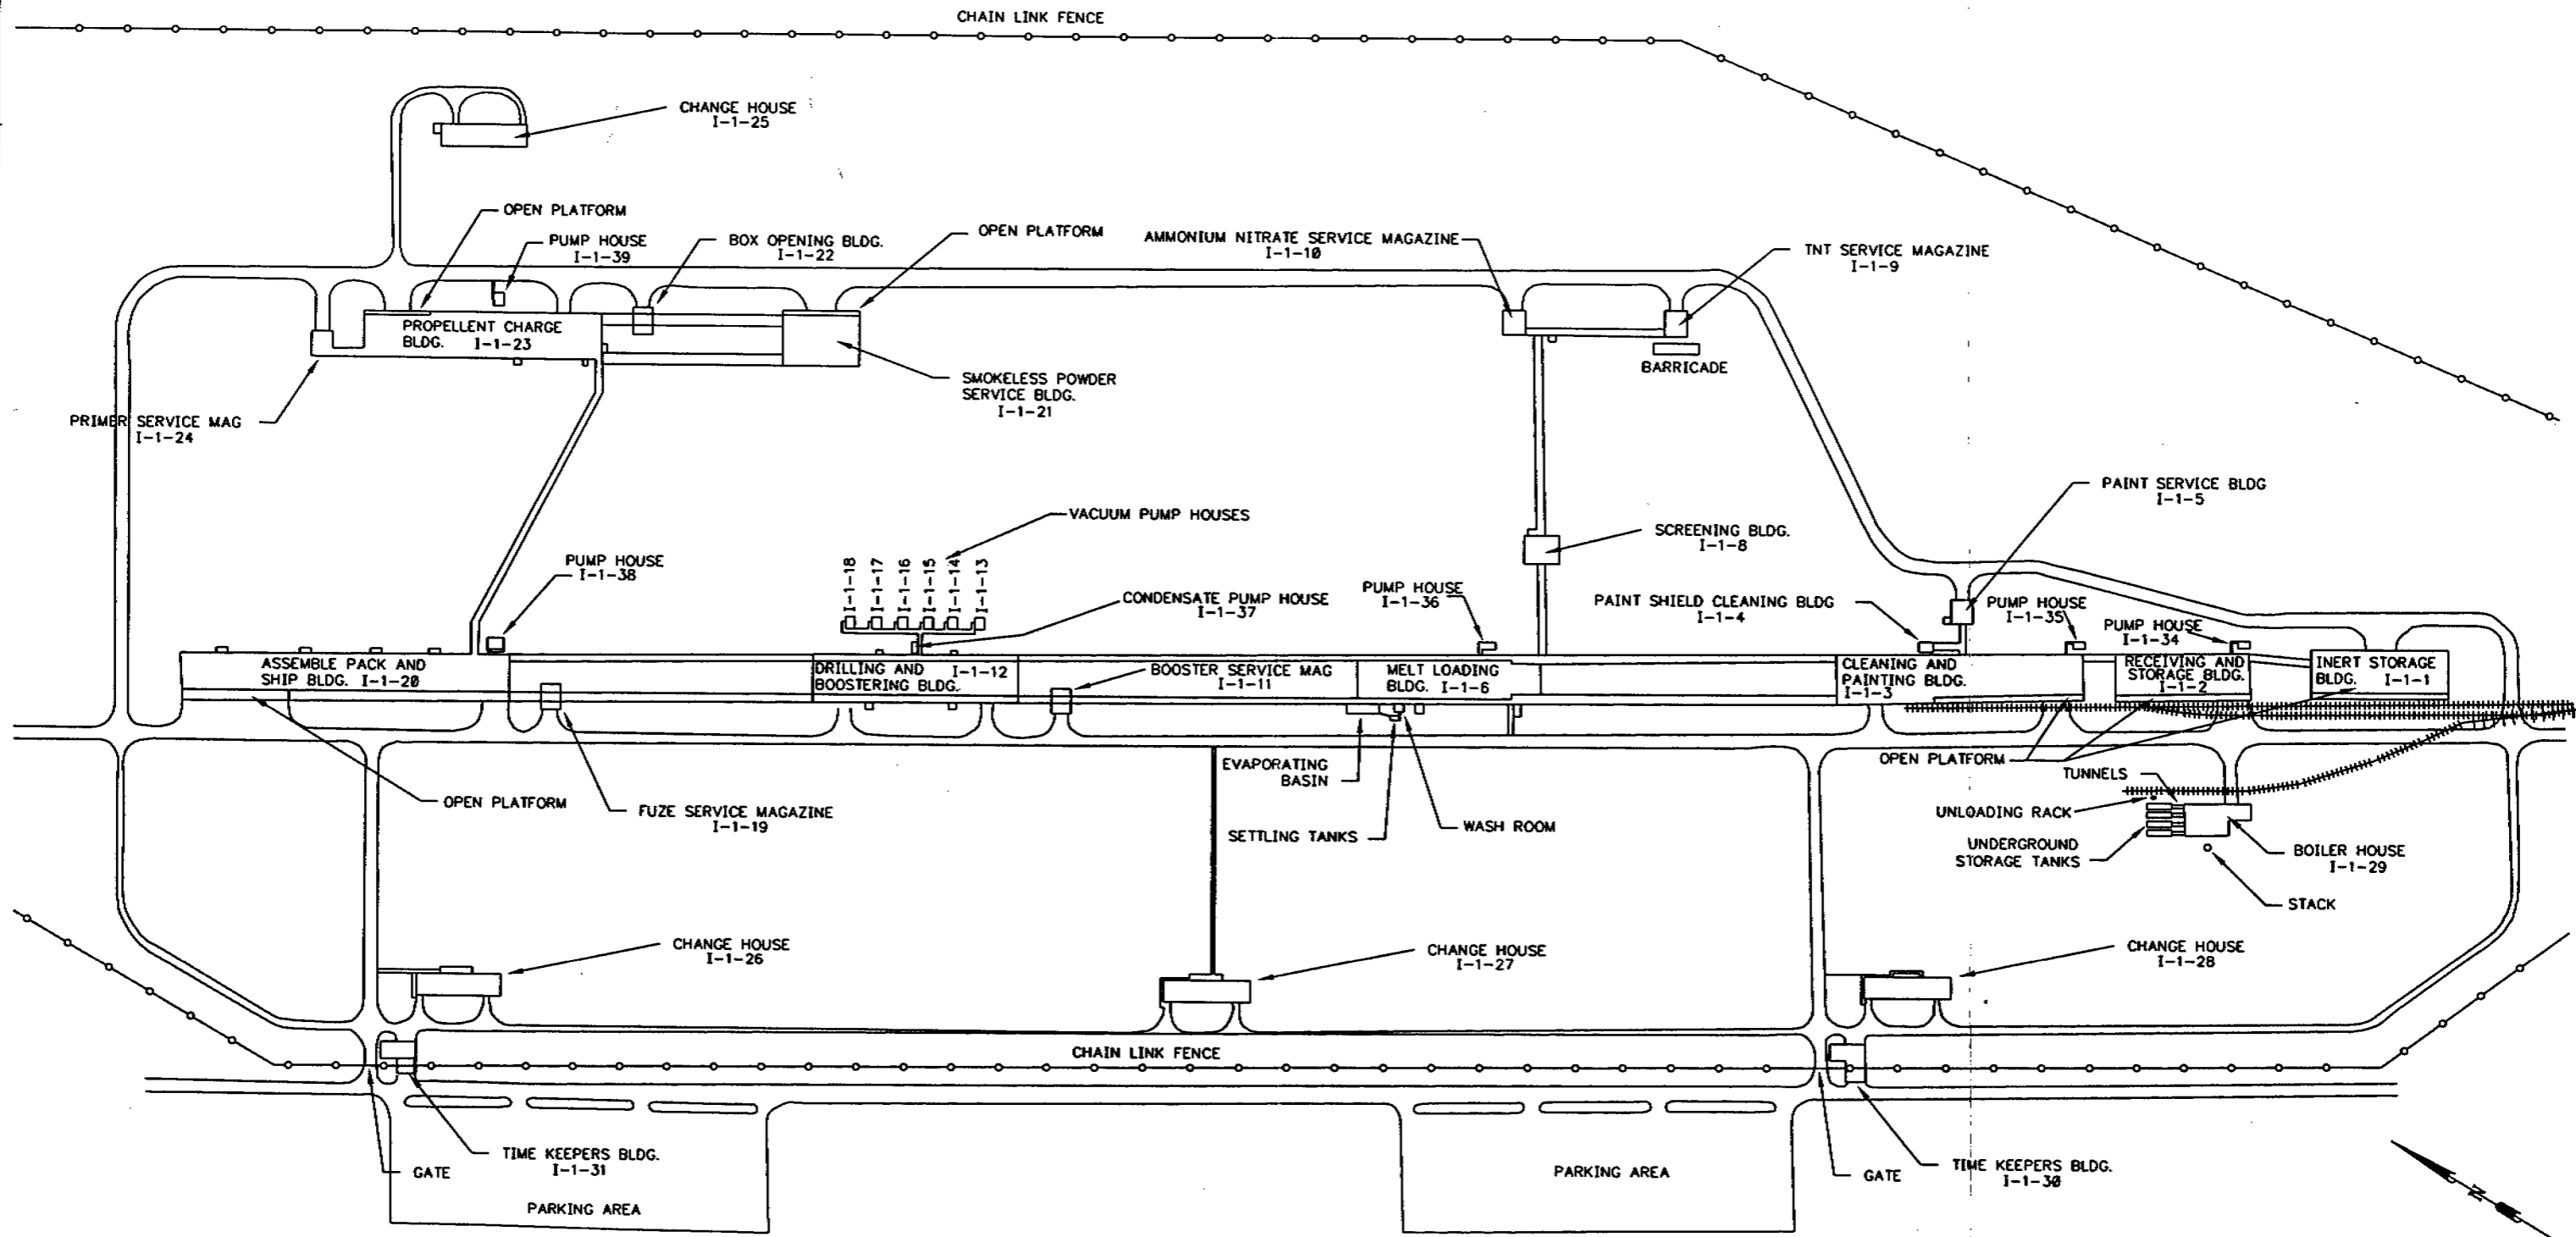 CHAIN LINK FENCE
CHANGE HOUSE
I-1-25
OPEN PLATFORM
PUMP HOUSE
I-1-39
BOX OPENING BLDG.
I-1-22
OPEN PLATFORM
AMMONIUM NITRATE SERVICE MAGAZINE
I-1-10
TNT SERVICE MAGAZINE
I-1-9
PROPELLENT CHARGE
BLDG. I-1-23
BARRICADE
SMOKELESS POWDER
SERVICE BLDG.
I-1-21
PRIMER SERVICE MAG
I-1-24
PAINT SERVICE BLDG
I-1-5
VACUUM PUMP HOUSES
SCREENING BLDG.
I-1-8
PUMP HOUSE
I-1-38
I-1-18
I-1-17
I-1-16
I-1-15
I-1-14
I-1-13
CONDENSATE PUMP HOUSE
I-1-37
PUMP HOUSE
I-1-36
PAINT SHIELD CLEANING BLDG
I-1-4
PUMP HOUSE
I-1-35
PUMP HOUSE
I-1-34
ASSEMBLE PACK AND
SHIP BLDG. I-1-20
DRILLING AND I-1-12
BOOSTERING BLDG.
BOOSTER SERVICE MAG
I-1-11
MELT LOADING
BLDG. I-1-6
CLEANING AND
PAINTING BLDG.
I-1-3
RECEIVING AND
STORAGE BLDG.
I-1-2
INERT STORAGE
BLDG. I-1-1
EVAPORATING
BASIN
OPEN PLATFORM
TUNNELS
OPEN PLATFORM
FUZE SERVICE MAGAZINE
I-1-19
SETTLING TANKS
WASH ROOM
UNLOADING RACK
UNDERGROUND
STORAGE TANKS
BOILER HOUSE
I-1-29
STACK
CHANGE HOUSE
I-1-26
CHANGE HOUSE
I-1-27
CHANGE HOUSE
I-1-28
CHAIN LINK FENCE
GATE
TIME KEEPERS BLDG.
I-1-31
PARKING AREA
PARKING AREA
GATE
TIME KEEPERS BLDG.
I-1-30
N